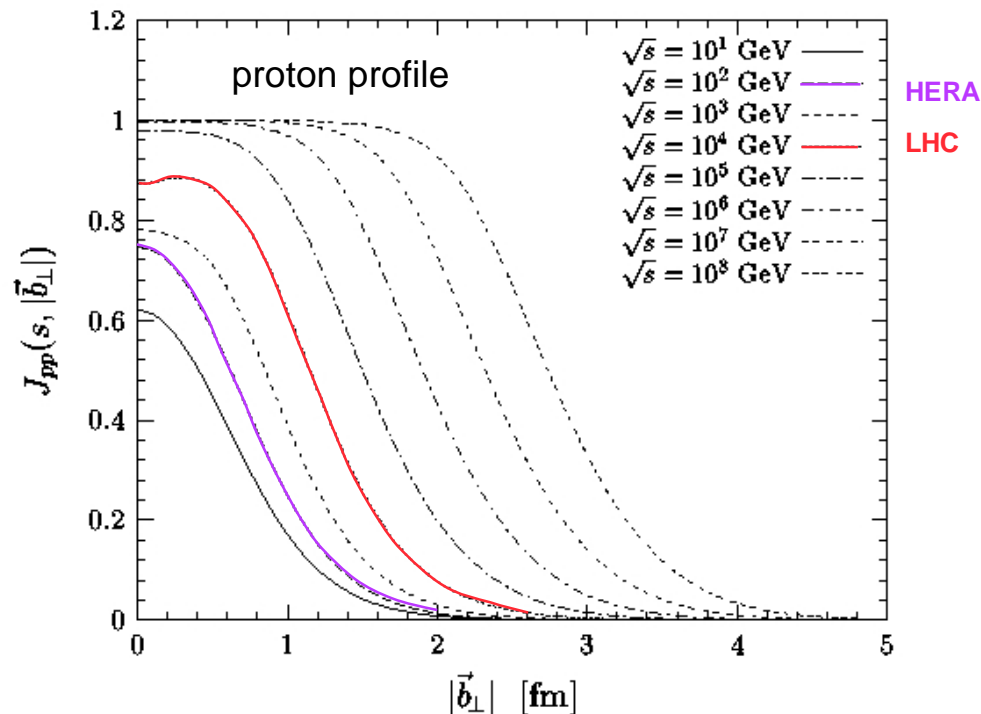 proton profile
√s = 10¹ GeV
√s = 10² GeV
√s = 10³ GeV
√s = 10⁴ GeV
√s = 10⁵ GeV
√s = 10⁶ GeV
√s = 10⁷ GeV
√s = 10⁸ GeV
HERA
LHC
1.2
1
0.8
0.6
0.4
0.2
0
J_pp(s, |b⃗_⊥|)
0 1 2 3 4 5
|b⃗_⊥| [fm]